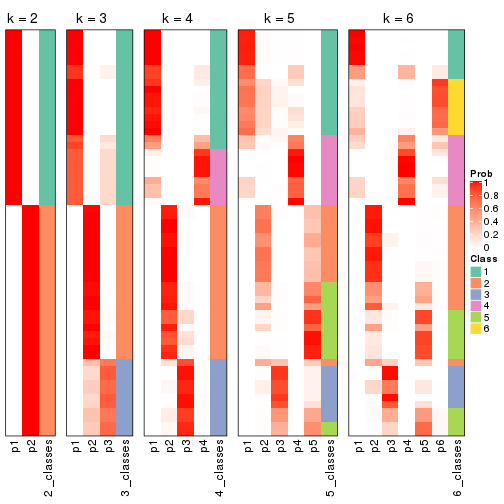 k = 2
k = 3
k = 4
k = 5
k = 6
p1
p2
2_classes
p1
p2
p3
3_classes
p1
p2
p3
p4
4_classes
p1
p2
p3
p4
p5
5_classes
p1
p2
p3
p4
p5
p6
6_classes
Prob
1
0.8
0.6
0.4
0.2
0
Class
1
2
3
4
5
6